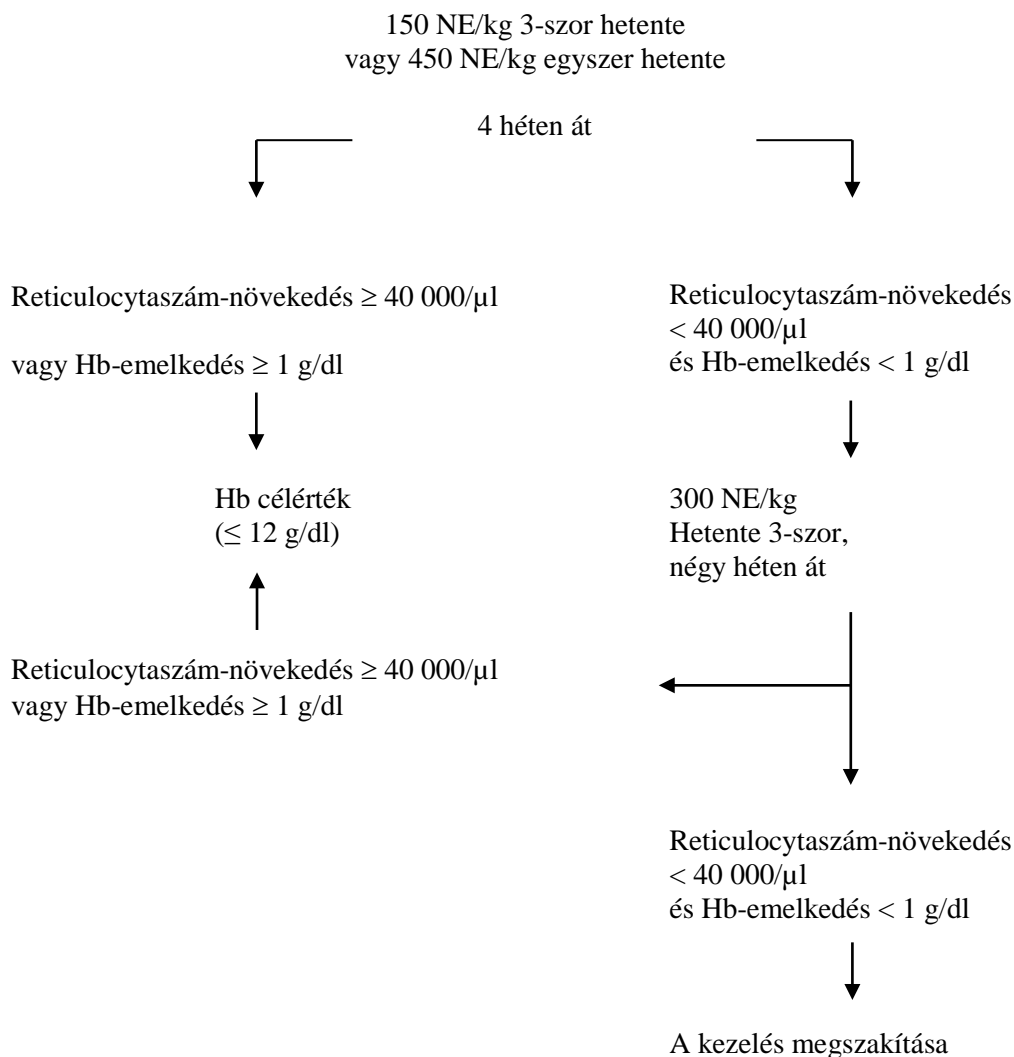 150 NE/kg 3-szor hetente
vagy 450 NE/kg egyszer hetente
4 héten át
Reticulocytaszám-növekedés ≥ 40 000/µl
vagy Hb-emelkedés ≥ 1 g/dl
Reticulocytaszám-növekedés
< 40 000/µl
és Hb-emelkedés < 1 g/dl
Hb célérték
(≤ 12 g/dl)
300 NE/kg
Hetente 3-szor,
négy héten át
Reticulocytaszám-növekedés ≥ 40 000/µl
vagy Hb-emelkedés ≥ 1 g/dl
Reticulocytaszám-növekedés
< 40 000/µl
és Hb-emelkedés < 1 g/dl
A kezelés megszakítása